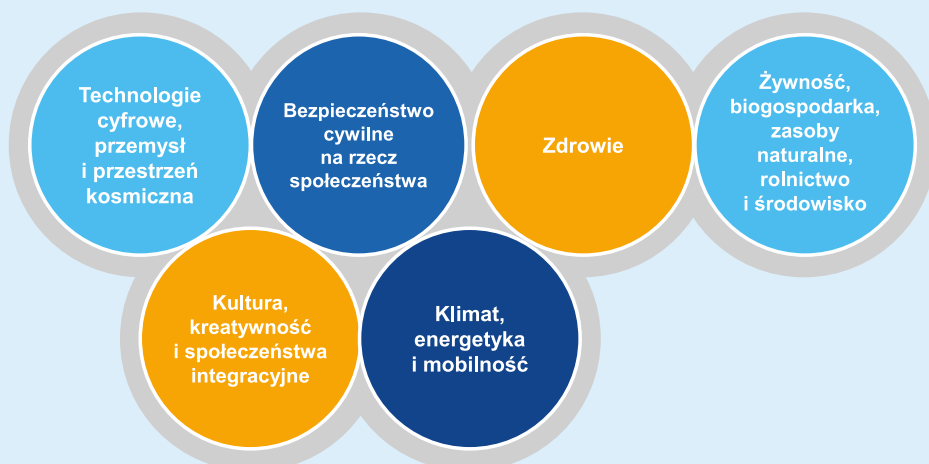 Technologie
cyfrowe,
przemysł
i przestrzeń
kosmiczna
Bezpieczeństwo
cywilne
na rzecz
społeczeństwa
Zdrowie
Żywność,
biogospodarka,
zasoby
naturalne,
rolnictwo
i środowisko
Kultura,
kreatywność
i społeczeństwa
integracyjne
Klimat,
energetyka
i mobilność